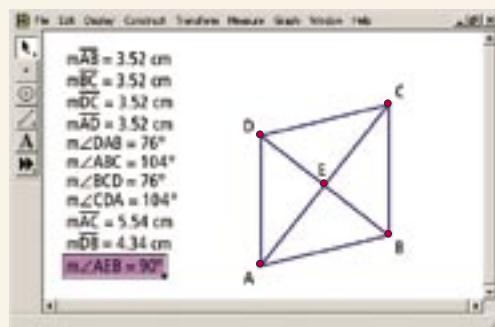 File Edit Display Construct Transform Measure Graph Window Help
mAB = 3.52 cm
mBC = 3.52 cm
mDC = 3.52 cm
mAD = 3.52 cm
m∠DAB = 76°
m∠ABC = 104°
m∠BCD = 76°
m∠CDA = 104°
mAC = 5.54 cm
mDB = 4.34 cm
m∠AEB = 90°
A
C
D
E
B
A